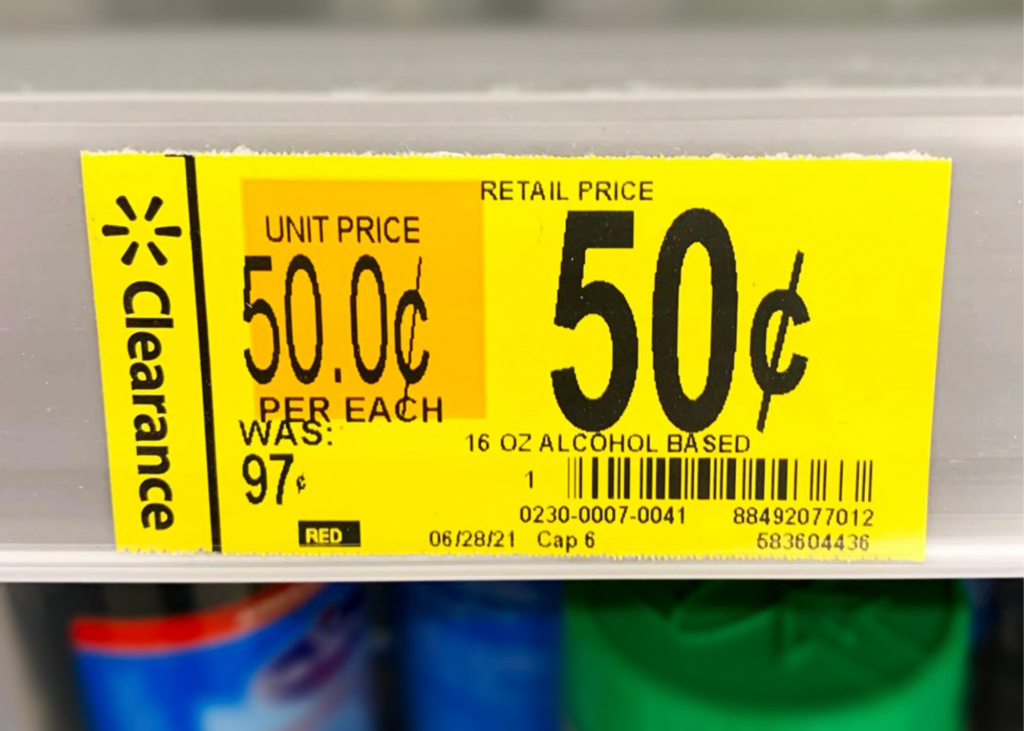 Clearance
UNIT PRICE
50.0¢
PER EACH
WAS:
97¢
RED
RETAIL PRICE
50¢
16 OZ ALCOHOL BASED
1
0230-0007-0041 88492077012
06/28/21 Cap 6 583604436